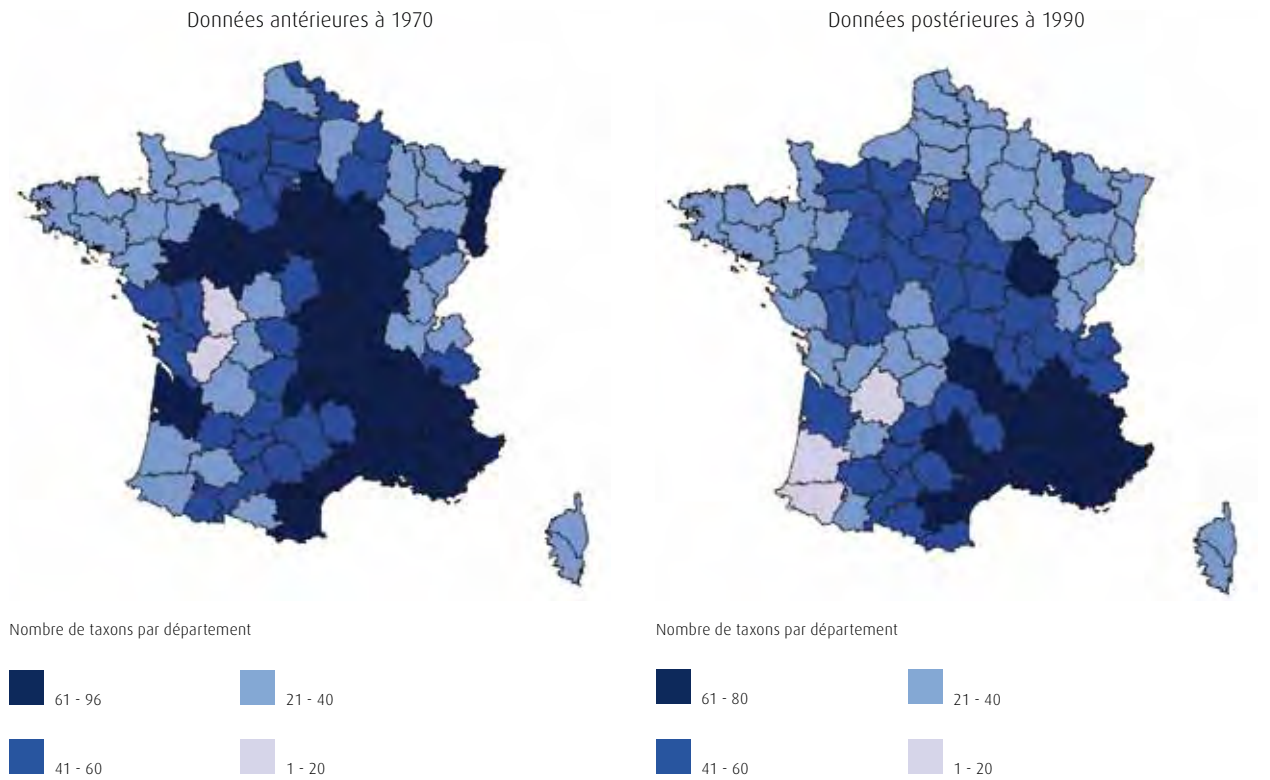 Données antérieures à 1970
Données postérieures à 1990
Nombre de taxons par département
61 - 96
21 - 40
41 - 60
1 - 20
Nombre de taxons par département
61 - 80
21 - 40
41 - 60
1 - 20